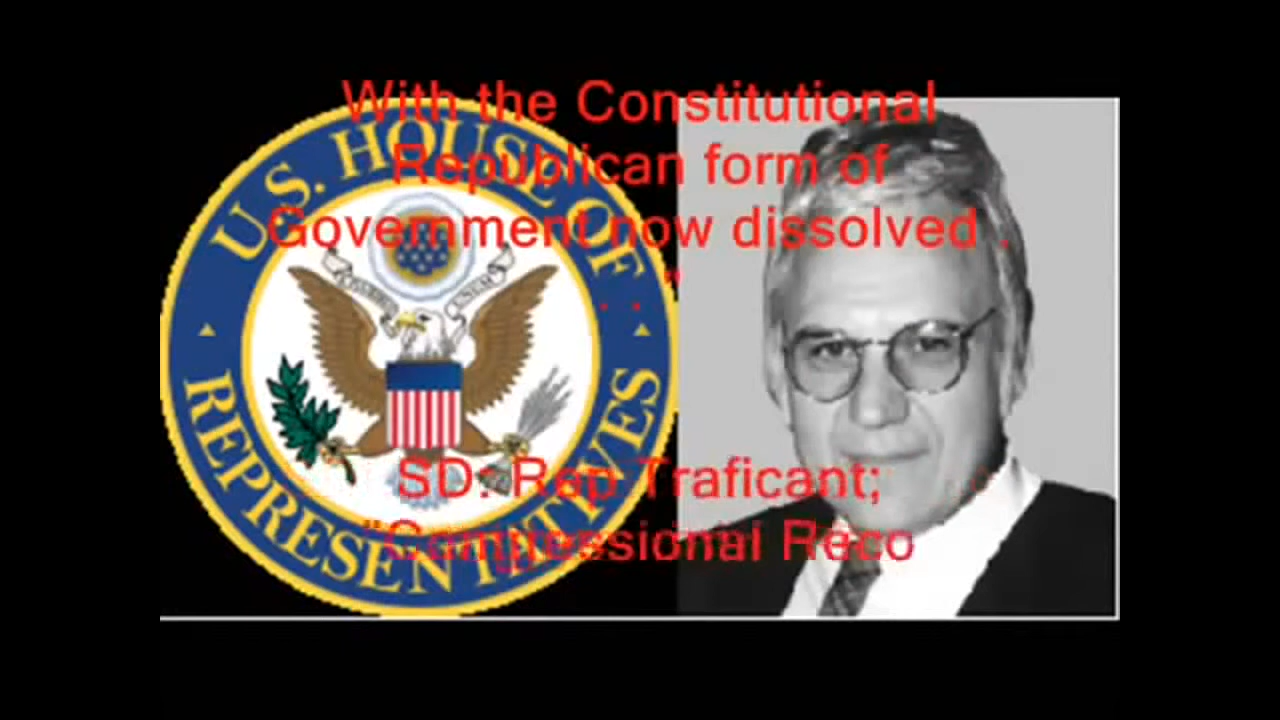 With the Constitutional
Republican form of
Government now dissolved .
. . "
U.S. HOUSE OF
REPRESENTATIVES
SD: Rep Traficant;
"Congressional Reco